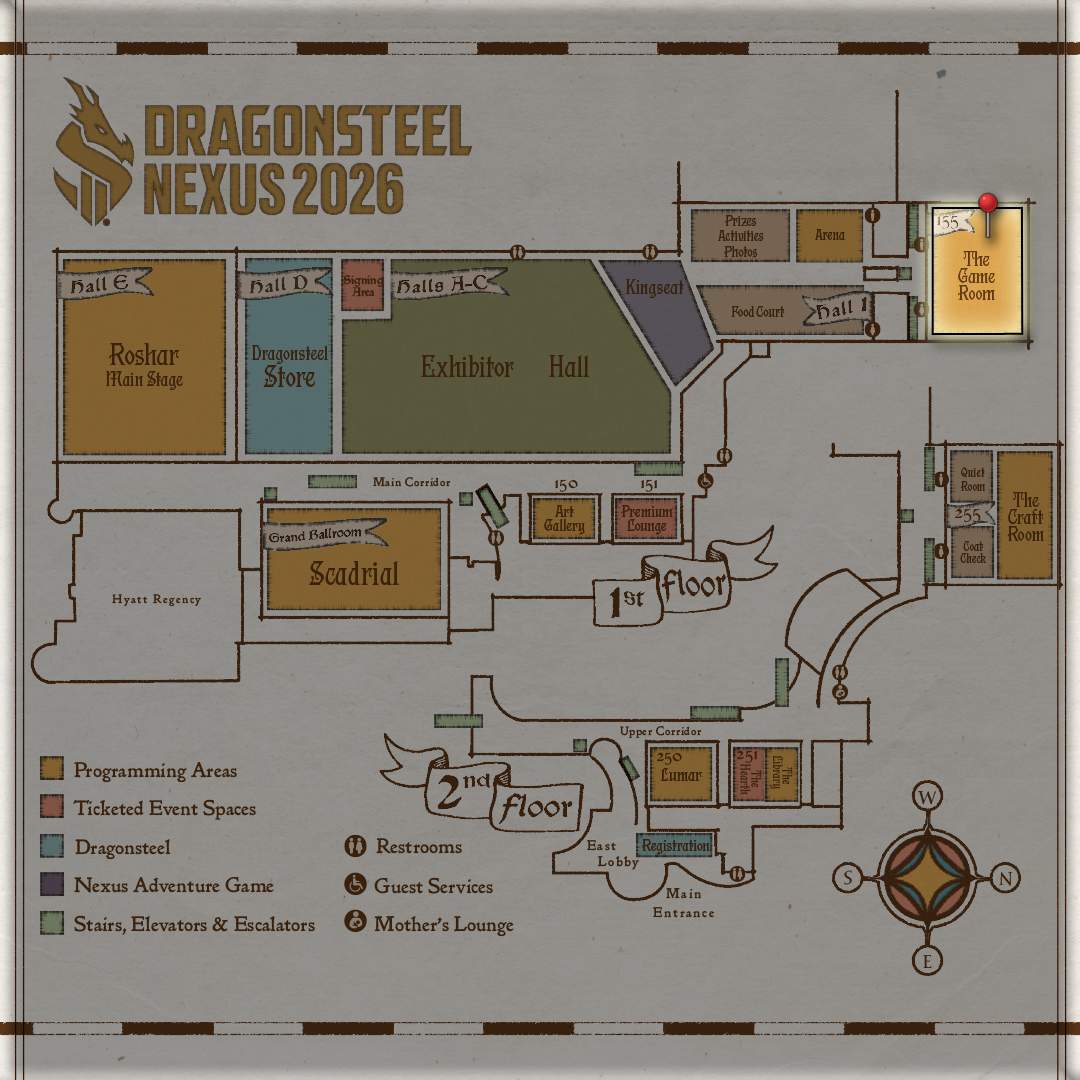 DRAGONSTEEL
NEXUS 2026
Prizes
Activities
Photos
Arena
155
The
Game
Room
Hall E
Hall D
Signing
Area
Halls A-C
Kingseat
Food Court
Hall 1
Roshar
Main Stage
Dragonsteel
Store
Exhibitor Hall
Main Corridor
150
151
Art
Gallery
Premium
Lounge
Quiet
Room
255
Coat
Check
The
Craft
Room
Grand Ballroom
Scadrial
Hyatt Regency
1st floor
Upper Corridor
250
Lumar
251
The
Hearth
The
Library
2nd floor
East
Lobby
Registration
Main
Entrance
Programming Areas
Ticketed Event Spaces
Dragonsteel
Nexus Adventure Game
Stairs, Elevators & Escalators
Restrooms
Guest Services
Mother's Lounge
W
S
N
E